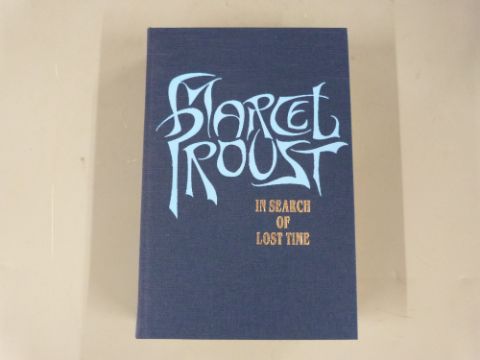 MARCEL
PROUST
IN SEARCH
OF
LOST TIME